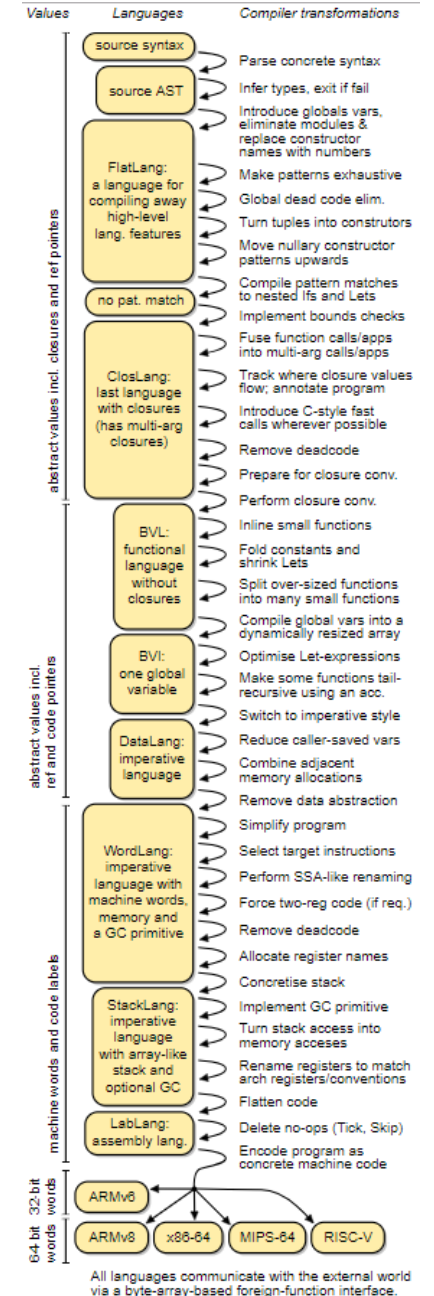 Values Languages Compiler transformations
source syntax
Parse concrete syntax
source AST
Infer types, exit if fail
Introduce globals vars,
eliminate modules &
replace constructor
names with numbers
FlatLang:
a language for
compiling away
high-level
lang. features
Make patterns exhaustive
Global dead code elim.
Turn tuples into construtors
Move nullary constructor
patterns upwards
Compile pattern matches
to nested Ifs and Lets
no pat. match
Implement bounds checks
Fuse function calls/apps
into multi-arg calls/apps
ClosLang:
last language
with closures
(has multi-arg
closures)
Track where closure values
flow; annotate program
Introduce C-style fast
calls wherever possible
Remove deadcode
Prepare for closure conv.
abstract values incl. closures and ref pointers
Perform closure conv.
BVL:
functional
language
without
closures
Inline small functions
Fold constants and
shrink Lets
Split over-sized functions
into many small functions
Compile global vars into a
dynamically resized array
BVI:
one global
variable
Optimise Let-expressions
Make some functions tail-
recursive using an acc.
Switch to imperative style
DataLang:
imperative
language
Reduce caller-saved vars
Combine adjacent
memory allocations
abstract values incl.
ref and code pointers
Remove data abstraction
WordLang:
imperative
language with
machine words,
memory and
a GC primitive
Simplify program
Select target instructions
Perform SSA-like renaming
Force two-reg code (if req.)
Remove deadcode
Allocate register names
Concretise stack
StackLang:
imperative
language
with array-like
stack and
optional GC
Implement GC primitive
Turn stack access into
memory acceses
Rename registers to match
arch registers/conventions
Flatten code
LabLang:
assembly lang.
Delete no-ops (Tick, Skip)
Encode program as
concrete machine code
machine words and code labels
32-bit
words
ARMv6
64-bit
words
ARMv8 x86-64 MIPS-64 RISC-V
All languages communicate with the external world
via a byte-array-based foreign-function interface.